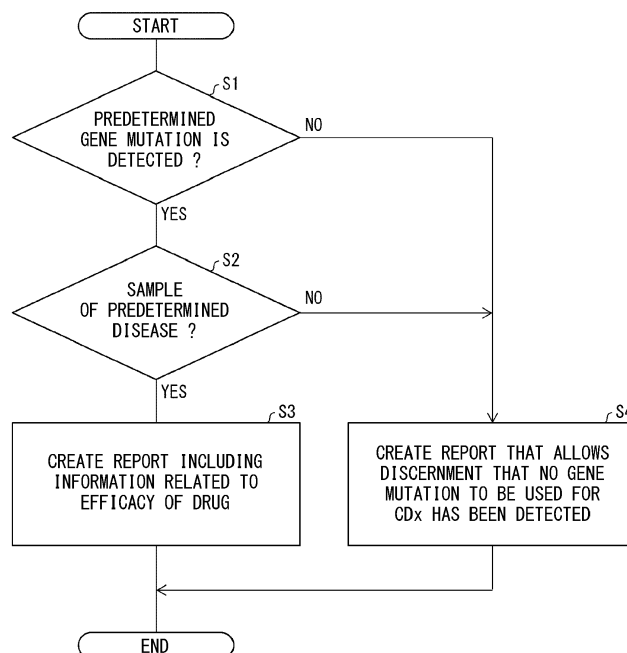 START
S1
PREDETERMINED
GENE MUTATION IS
DETECTED ?
NO
YES
S2
SAMPLE
OF PREDETERMINED
DISEASE ?
NO
YES
S3
CREATE REPORT INCLUDING
INFORMATION RELATED TO
EFFICACY OF DRUG
S4
CREATE REPORT THAT ALLOWS
DISCERNMENT THAT NO GENE
MUTATION TO BE USED FOR
CDx HAS BEEN DETECTED
END